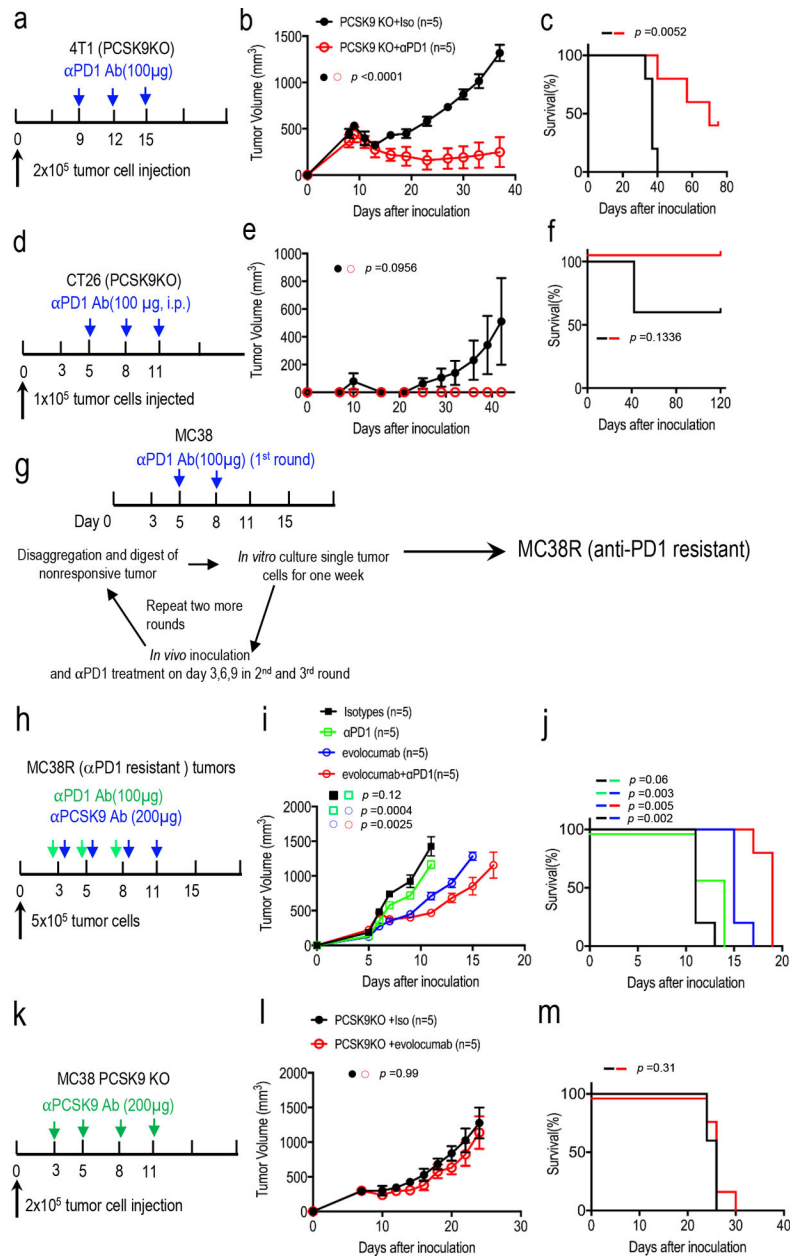 a
4T1 (PCSK9KO)
αPD1 Ab(100μg)
0 9 12 15
2x10⁵ tumor cell injection
b
PCSK9 KO+Iso (n=5)
PCSK9 KO+αPD1 (n=5)
p <0.0001
Tumor Volume (mm³)
1500
1000
500
0
0 10 20 30 40
Days after inoculation
c
p =0.0052
Survival(%)
100
50
0
0 20 40 60 80
Days after inoculation
d
CT26 (PCSK9KO)
αPD1 Ab(100 μg, i.p.)
0 3 5 8 11
1x10⁵ tumor cells injected
e
p =0.0956
Tumor Volume (mm³)
1000
800
600
400
200
0
0 10 20 30 40
Days after inoculation
f
Survival(%)
100
50
0
p =0.1336
0 40 80 120
Days after inoculation
g
MC38
αPD1 Ab(100μg) (1st round)
Day 0 3 5 8 11 15
Disaggregation and digest of
nonresponsive tumor
In vitro culture single tumor
cells for one week
MC38R (anti-PD1 resistant)
Repeat two more
rounds
In vivo inoculation
and αPD1 treatment on day 3,6,9 in 2nd and 3rd round
h
MC38R (αPD1 resistant ) tumors
αPD1 Ab(100μg)
αPCSK9 Ab (200μg)
0 3 5 8 11 15
5x10⁵ tumor cells
i
Isotypes (n=5)
αPD1 (n=5)
evolocumab (n=5)
evolocumab+αPD1(n=5)
p =0.12
p =0.0004
p =0.0025
Tumor Volume (mm³)
2000
1500
1000
500
0
0 5 10 15 20
Days after inoculation
j
p =0.06
p =0.003
p =0.005
p =0.002
Survival(%)
100
50
0
0 5 10 15 20
Days after inoculation
k
MC38 PCSK9 KO
αPCSK9 Ab (200μg)
0 3 5 8 11
2x10⁵ tumor cell injection
l
PCSK9KO +Iso (n=5)
PCSK9KO +evolocumab (n=5)
p =0.99
Tumor Volume (mm³)
2000
1500
1000
500
0
0 10 20 30
Days after inoculation
m
p =0.31
Survival(%)
100
50
0
0 10 20 30 40
Days after inoculation